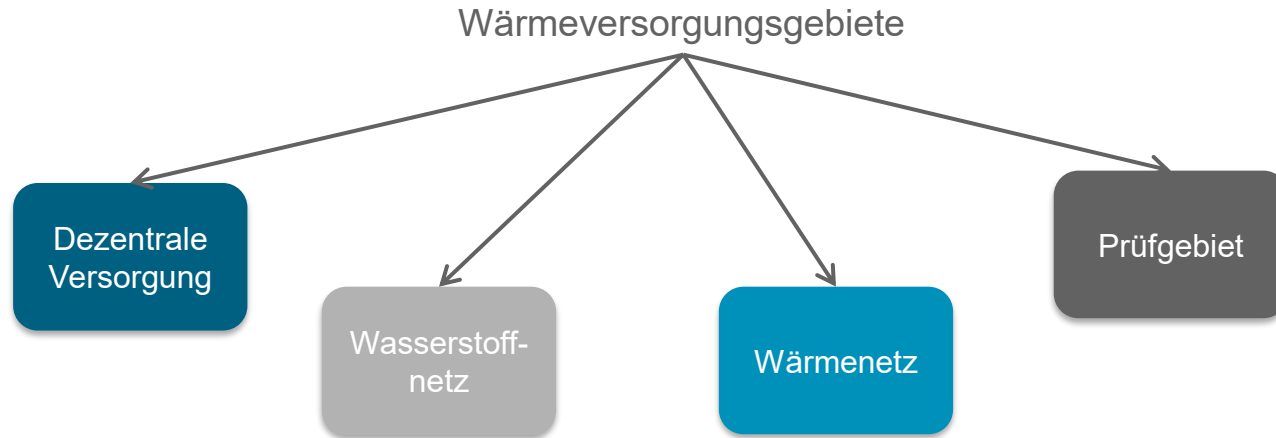 Wärmeversorgungsgebiete
Dezentrale
Versorgung
Wasserstoff-
netz
Wärmenetz
Prüfgebiet